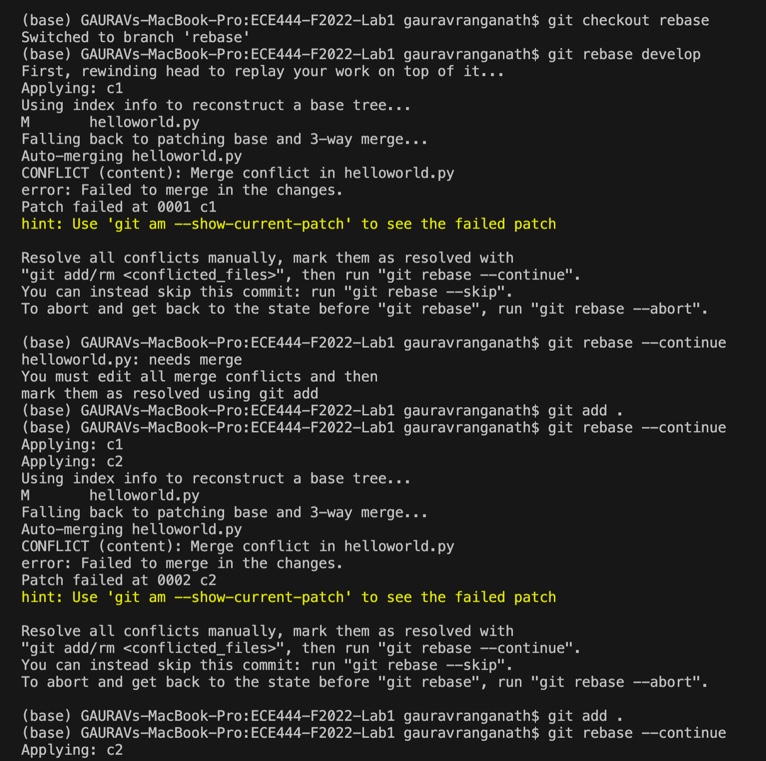 (base) GAURAVs-MacBook-Pro:ECE444-F2022-Lab1 gauravranganath$ git checkout rebase
Switched to branch 'rebase'
(base) GAURAVs-MacBook-Pro:ECE444-F2022-Lab1 gauravranganath$ git rebase develop
First, rewinding head to replay your work on top of it...
Applying: c1
Using index info to reconstruct a base tree...
M       helloworld.py
Falling back to patching base and 3-way merge...
Auto-merging helloworld.py
CONFLICT (content): Merge conflict in helloworld.py
error: Failed to merge in the changes.
Patch failed at 0001 c1
hint: Use 'git am --show-current-patch' to see the failed patch
Resolve all conflicts manually, mark them as resolved with
"git add/rm <conflicted_files>", then run "git rebase --continue".
You can instead skip this commit: run "git rebase --skip".
To abort and get back to the state before "git rebase", run "git rebase --abort".
(base) GAURAVs-MacBook-Pro:ECE444-F2022-Lab1 gauravranganath$ git rebase --continue
helloworld.py: needs merge
You must edit all merge conflicts and then
mark them as resolved using git add
(base) GAURAVs-MacBook-Pro:ECE444-F2022-Lab1 gauravranganath$ git add .
(base) GAURAVs-MacBook-Pro:ECE444-F2022-Lab1 gauravranganath$ git rebase --continue
Applying: c1
Applying: c2
Using index info to reconstruct a base tree...
M       helloworld.py
Falling back to patching base and 3-way merge...
Auto-merging helloworld.py
CONFLICT (content): Merge conflict in helloworld.py
error: Failed to merge in the changes.
Patch failed at 0002 c2
hint: Use 'git am --show-current-patch' to see the failed patch
Resolve all conflicts manually, mark them as resolved with
"git add/rm <conflicted_files>", then run "git rebase --continue".
You can instead skip this commit: run "git rebase --skip".
To abort and get back to the state before "git rebase", run "git rebase --abort".
(base) GAURAVs-MacBook-Pro:ECE444-F2022-Lab1 gauravranganath$ git add .
(base) GAURAVs-MacBook-Pro:ECE444-F2022-Lab1 gauravranganath$ git rebase --continue
Applying: c2